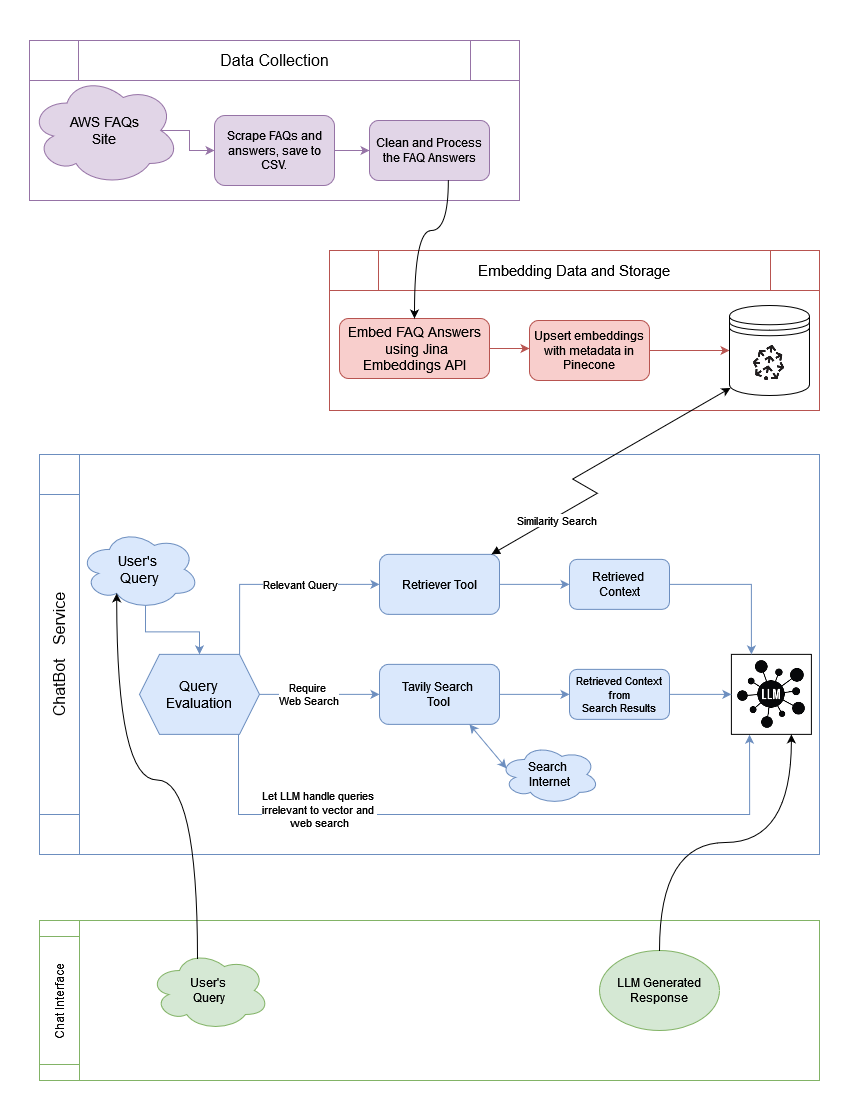 Data Collection
AWS FAQs
Site
Scrape FAQs and
answers, save to
CSV.
Clean and Process
the FAQ Answers
Embedding Data and Storage
Embed FAQ Answers
using Jina
Embeddings API
Upsert embeddings
with metadata in
Pinecone
Similarity Search
ChatBot Service
User's
Query
Relevant Query
Retriever Tool
Retrieved
Context
Query
Evaluation
Require
Web Search
Tavily Search
Tool
Retrieved Context
from
Search Results
LLM
Search
Internet
Let LLM handle queries
irrelevant to vector and
web search
Chat Interface
User's
Query
LLM Generated
Response